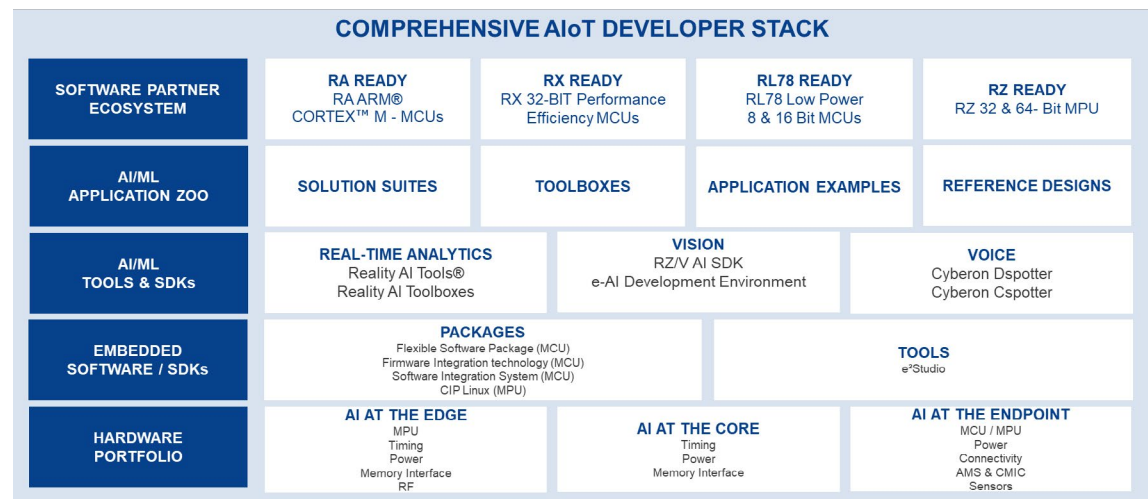 COMPREHENSIVE AIoT DEVELOPER STACK
SOFTWARE PARTNER
ECOSYSTEM
RA READY
RA ARM®
CORTEX™ M - MCUs
RX READY
RX 32-BIT Performance
Efficiency MCUs
RL78 READY
RL78 Low Power
8 & 16 Bit MCUs
RZ READY
RZ 32 & 64- Bit MPU
AI/ML
APPLICATION ZOO
SOLUTION SUITES
TOOLBOXES
APPLICATION EXAMPLES
REFERENCE DESIGNS
AI/ML
TOOLS & SDKs
REAL-TIME ANALYTICS
Reality AI Tools®
Reality AI Toolboxes
VISION
RZ/V AI SDK
e-AI Development Environment
VOICE
Cyberon Dspotter
Cyberon Cspotter
EMBEDDED
SOFTWARE / SDKs
PACKAGES
Flexible Software Package (MCU)
Firmware Integration technology (MCU)
Software Integration System (MCU)
CIP Linux (MPU)
TOOLS
e²Studio
HARDWARE
PORTFOLIO
AI AT THE EDGE
MPU
Timing
Power
Memory Interface
RF
AI AT THE CORE
Timing
Power
Memory Interface
AI AT THE ENDPOINT
MCU / MPU
Power
Connectivity
AMS & CMIC
Sensors